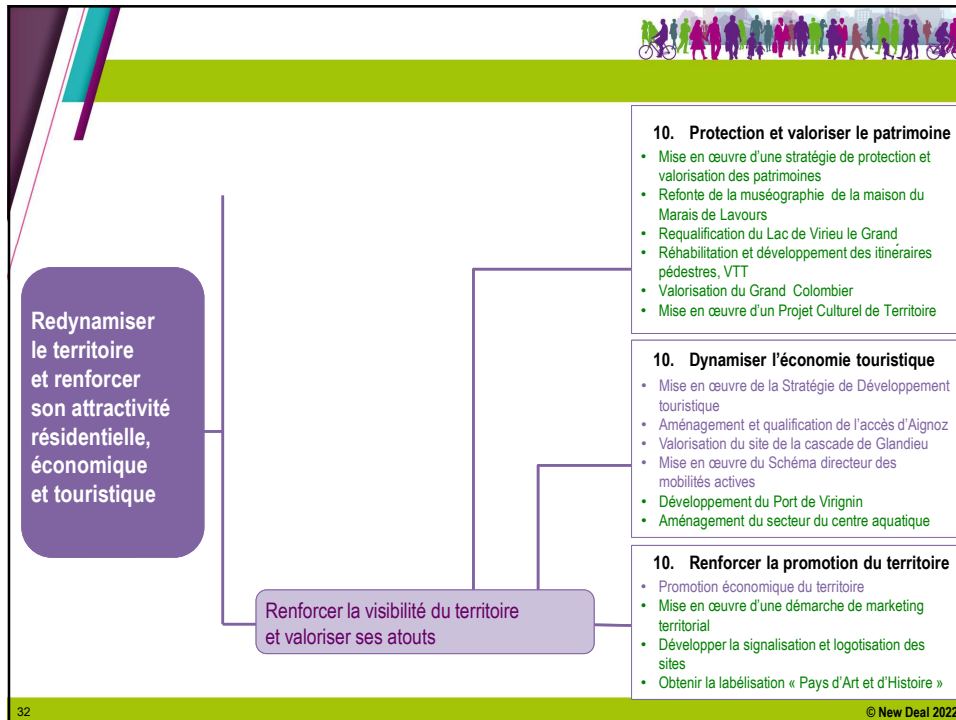 10. Protection et valoriser le patrimoine
• Mise en œuvre d'une stratégie de protection et
valorisation des patrimoines
• Refonte de la muséographie de la maison du
Marais de Lavours
• Requalification du Lac de Virieu le Grand
• Réhabilitation et développement des itinéraires
pédestres, VTT
• Valorisation du Grand Colombier
• Mise en œuvre d'un Projet Culturel de Territoire
Redynamiser
le territoire
et renforcer
son attractivité
résidentielle,
économique
et touristique
10. Dynamiser l'économie touristique
• Mise en œuvre de la Stratégie de Développement
touristique
• Aménagement et qualification de l'accès d'Aignoz
• Valorisation du site de la cascade de Glandieu
• Mise en œuvre du Schéma directeur des
mobilités actives
• Développement du Port de Virignin
• Aménagement du secteur du centre aquatique
Renforcer la visibilité du territoire
et valoriser ses atouts
10. Renforcer la promotion du territoire
• Promotion économique du territoire
• Mise en œuvre d'une démarche de marketing
territorial
• Développer la signalisation et logotisation des
sites
• Obtenir la labélisation « Pays d'Art et d'Histoire »
32
© New Deal 2022